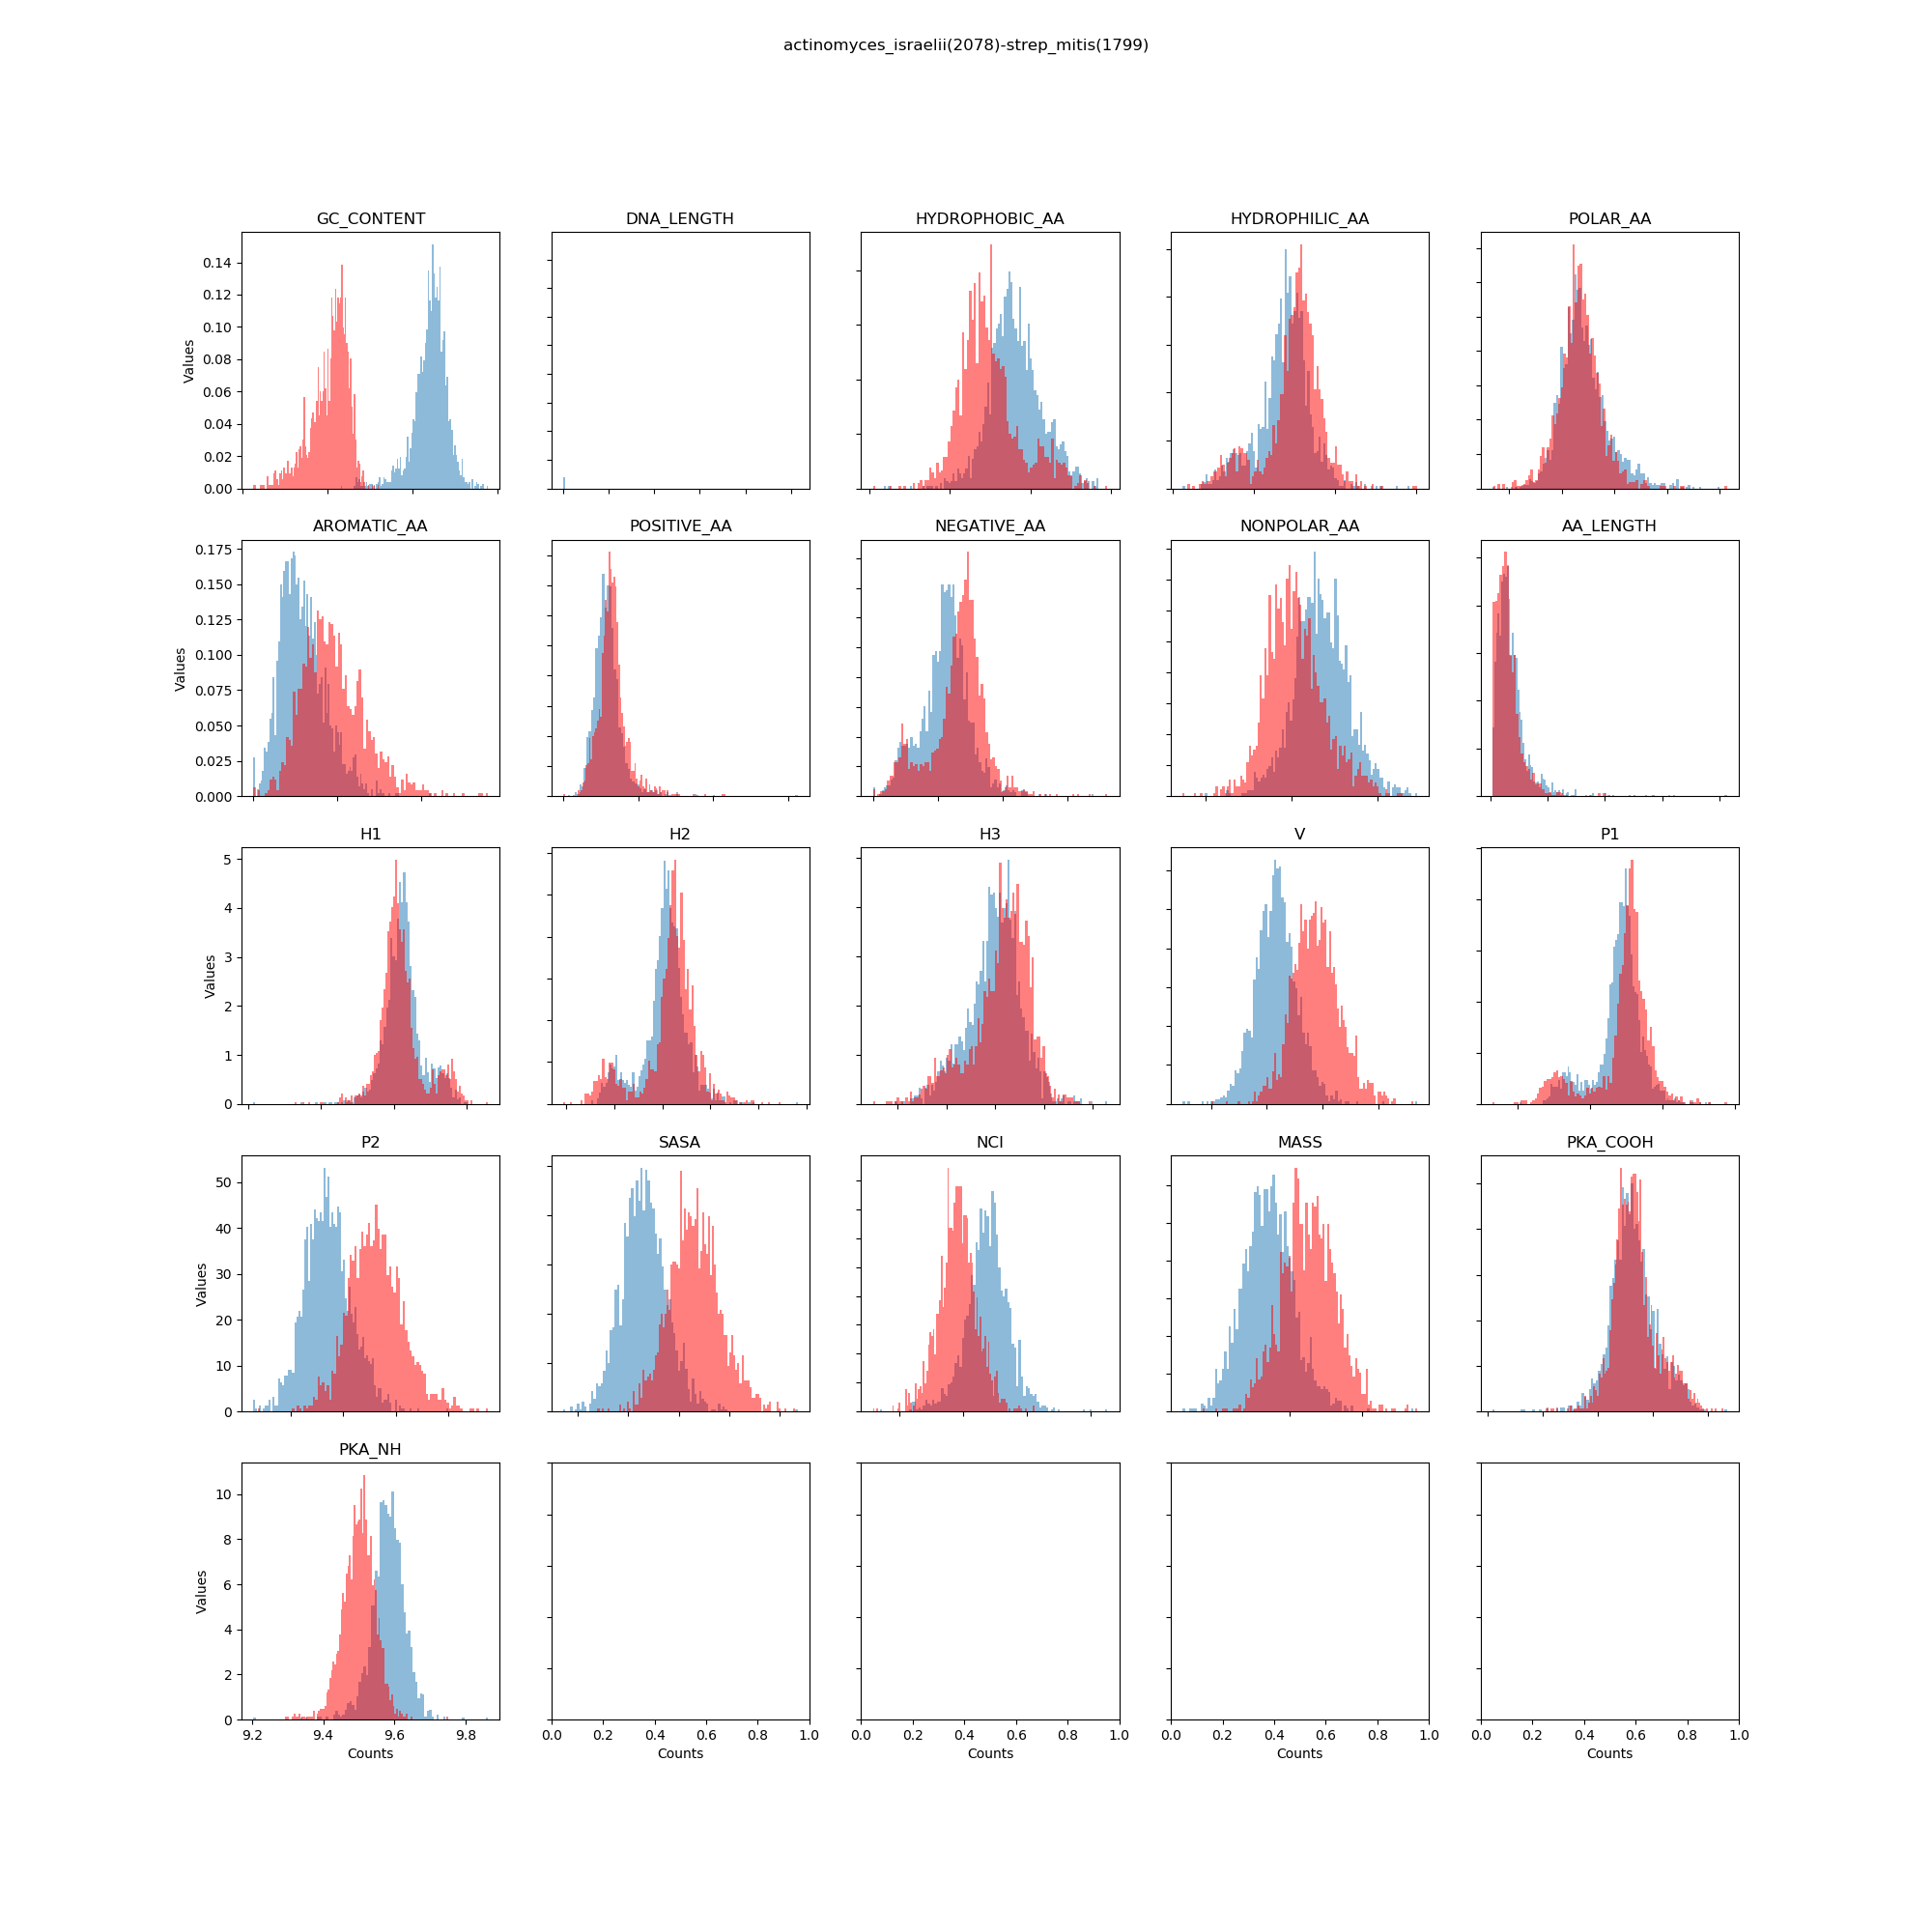 actinomyces_israelii(2078)-strep_mitis(1799)
GC_CONTENT DNA_LENGTH HYDROPHOBIC_AA HYDROPHILIC_AA POLAR_AA
0.14
0.12
0.10
0.08
0.06
0.04
0.02
0.00
Values
AROMATIC_AA POSITIVE_AA NEGATIVE_AA NONPOLAR_AA AA_LENGTH
0.175
0.150
0.125
0.100
0.075
0.050
0.025
0.000
Values
H1 H2 H3 V P1
5
4
3
2
1
0
Values
P2 SASA NCI MASS PKA_COOH
50
40
30
20
10
0
Values
PKA_NH
10
8
6
4
2
0
Values
9.2 9.4 9.6 9.8 0.0 0.2 0.4 0.6 0.8 1.0 0.0 0.2 0.4 0.6 0.8 1.0 0.0 0.2 0.4 0.6 0.8 1.0 0.0 0.2 0.4 0.6 0.8 1.0
Counts Counts Counts Counts Counts